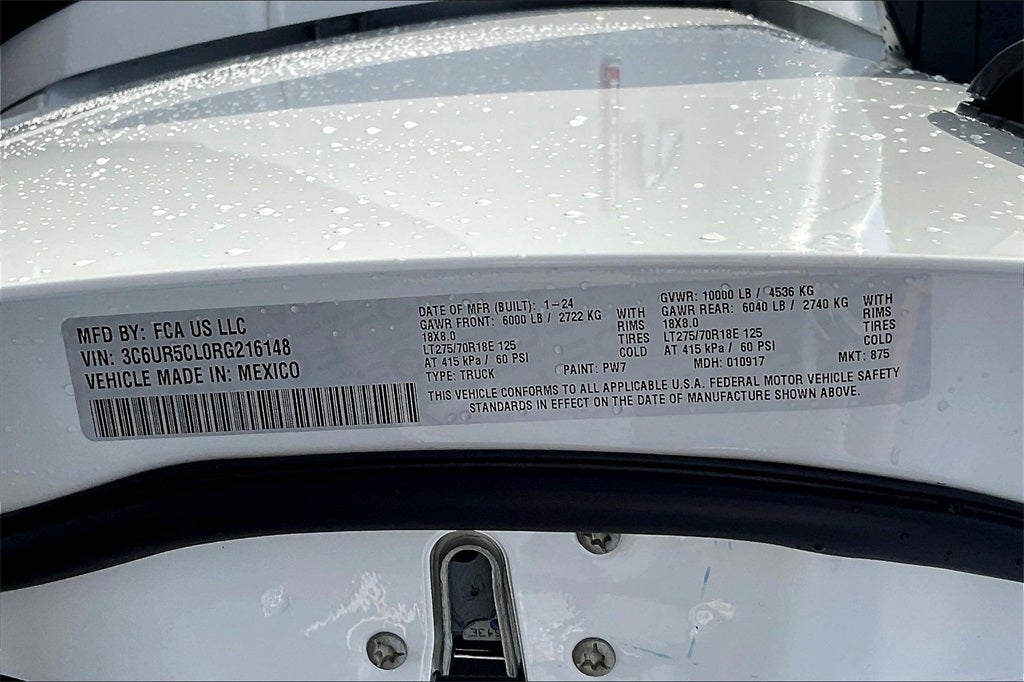 MFD BY: FCA US LLC
VIN: 3C6UR5CL0RG216148
VEHICLE MADE IN: MEXICO
DATE OF MFR (BUILT): 1-24
GAWR FRONT: 6000 LB / 2722 KG
18X8.0
LT275/70R18E 125
AT 415 kPa / 60 PSI
TYPE: TRUCK
WITH
RIMS
TIRES
COLD
PAINT: PW7
GVWR: 10000 LB / 4536 KG
GAWR REAR: 6040 LB / 2740 KG
18X8.0
LT275/70R18E 125
AT 415 kPa / 60 PSI
MDH: 010917
WITH
RIMS
TIRES
COLD
MKT: 875
THIS VEHICLE CONFORMS TO ALL APPLICABLE U.S.A. FEDERAL MOTOR VEHICLE SAFETY
STANDARDS IN EFFECT ON THE DATE OF MANUFACTURE SHOWN ABOVE.